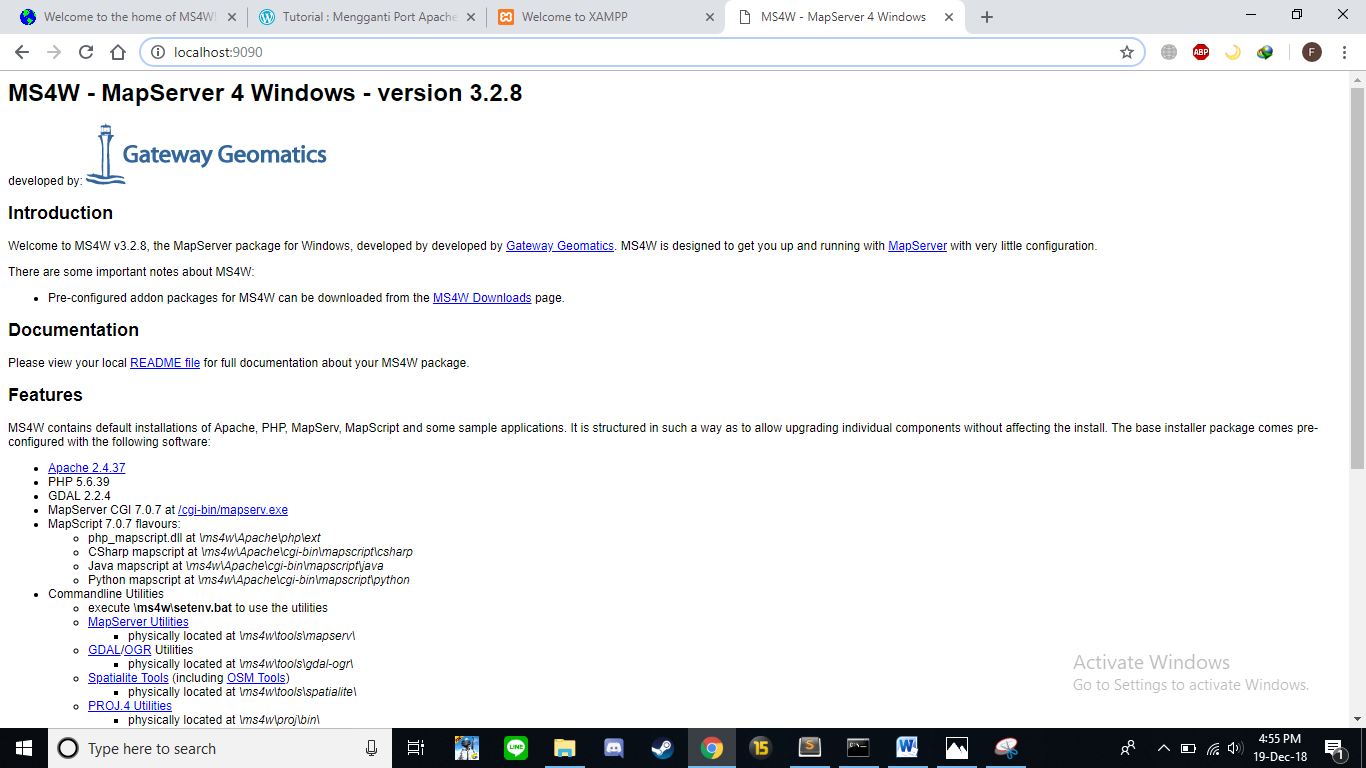 Welcome to the home of MS4W!
Tutorial : Mengganti Port Apache
Welcome to XAMPP
MS4W - MapServer 4 Windows
localhost:9090
ABP
F
MS4W - MapServer 4 Windows - version 3.2.8
developed by: Gateway Geomatics
Introduction
Welcome to MS4W v3.2.8, the MapServer package for Windows, developed by developed by Gateway Geomatics. MS4W is designed to get you up and running with MapServer with very little configuration.
There are some important notes about MS4W:
• Pre-configured addon packages for MS4W can be downloaded from the MS4W Downloads page.
Documentation
Please view your local README file for full documentation about your MS4W package.
Features
MS4W contains default installations of Apache, PHP, MapServ, MapScript and some sample applications. It is structured in such a way as to allow upgrading individual components without affecting the install. The base installer package comes pre-
configured with the following software:
• Apache 2.4.37
• PHP 5.6.39
• GDAL 2.2.4
• MapServer CGI 7.0.7 at /cgi-bin/mapserv.exe
• MapScript 7.0.7 flavours:
◦ php_mapscript.dll at \ms4w\Apache\php\ext
◦ CSharp mapscript at \ms4w\Apache\cgi-bin\mapscript\csharp
◦ Java mapscript at \ms4w\Apache\cgi-bin\mapscript\java
◦ Python mapscript at \ms4w\Apache\cgi-bin\mapscript\python
• Commandline Utilities
◦ execute \ms4w\setenv.bat to use the utilities
◦ MapServer Utilities
▪ physically located at \ms4w\tools\mapserv\
◦ GDAL/OGR Utilities
▪ physically located at \ms4w\tools\gdal-ogr\
◦ Spatialite Tools (including OSM Tools)
▪ physically located at \ms4w\tools\spatialite\
◦ PROJ.4 Utilities
▪ physically located at \ms4w\proj\bin\
Activate Windows
Go to Settings to activate Windows.
Type here to search
LINE
15
S
W
4:55 PM
19-Dec-18
1